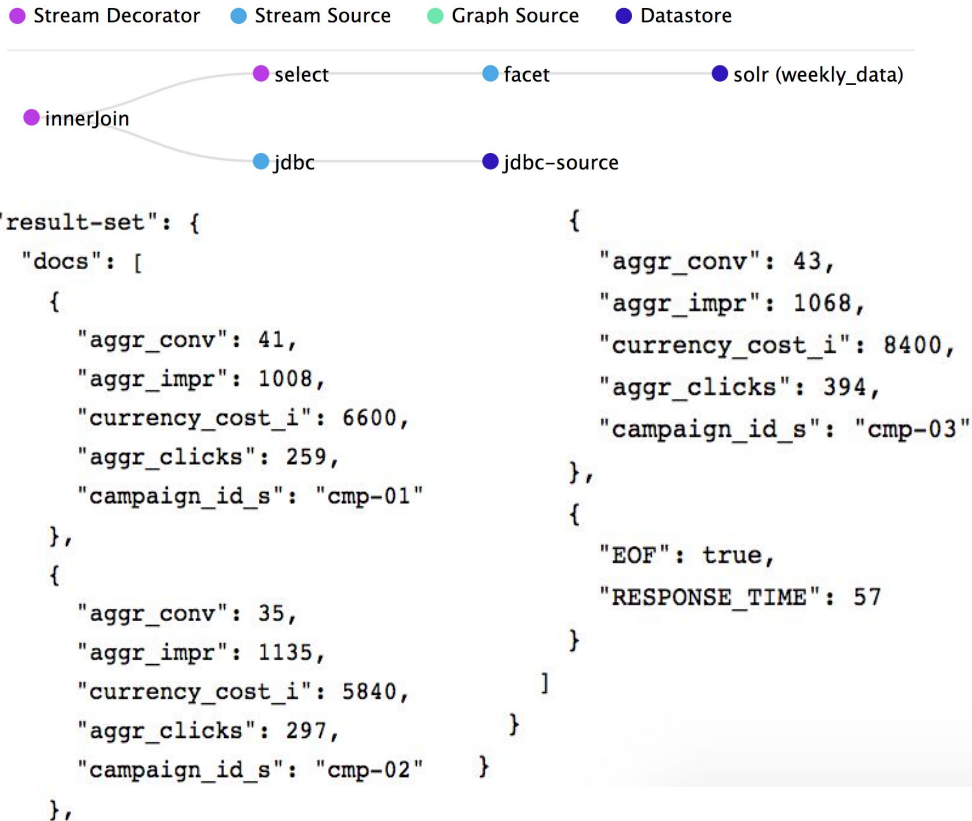 Stream Decorator Stream Source Graph Source Datastore
select facet solr (weekly_data)
innerJoin
jdbc jdbc-source
"result-set": {
"docs": [
{
"aggr_conv": 41,
"aggr_impr": 1008,
"currency_cost_i": 6600,
"aggr_clicks": 259,
"campaign_id_s": "cmp-01"
},
{
"aggr_conv": 35,
"aggr_impr": 1135,
"currency_cost_i": 5840,
"aggr_clicks": 297,
"campaign_id_s": "cmp-02"
},
{
"aggr_conv": 43,
"aggr_impr": 1068,
"currency_cost_i": 8400,
"aggr_clicks": 394,
"campaign_id_s": "cmp-03"
},
{
"EOF": true,
"RESPONSE_TIME": 57
}
]
}
}